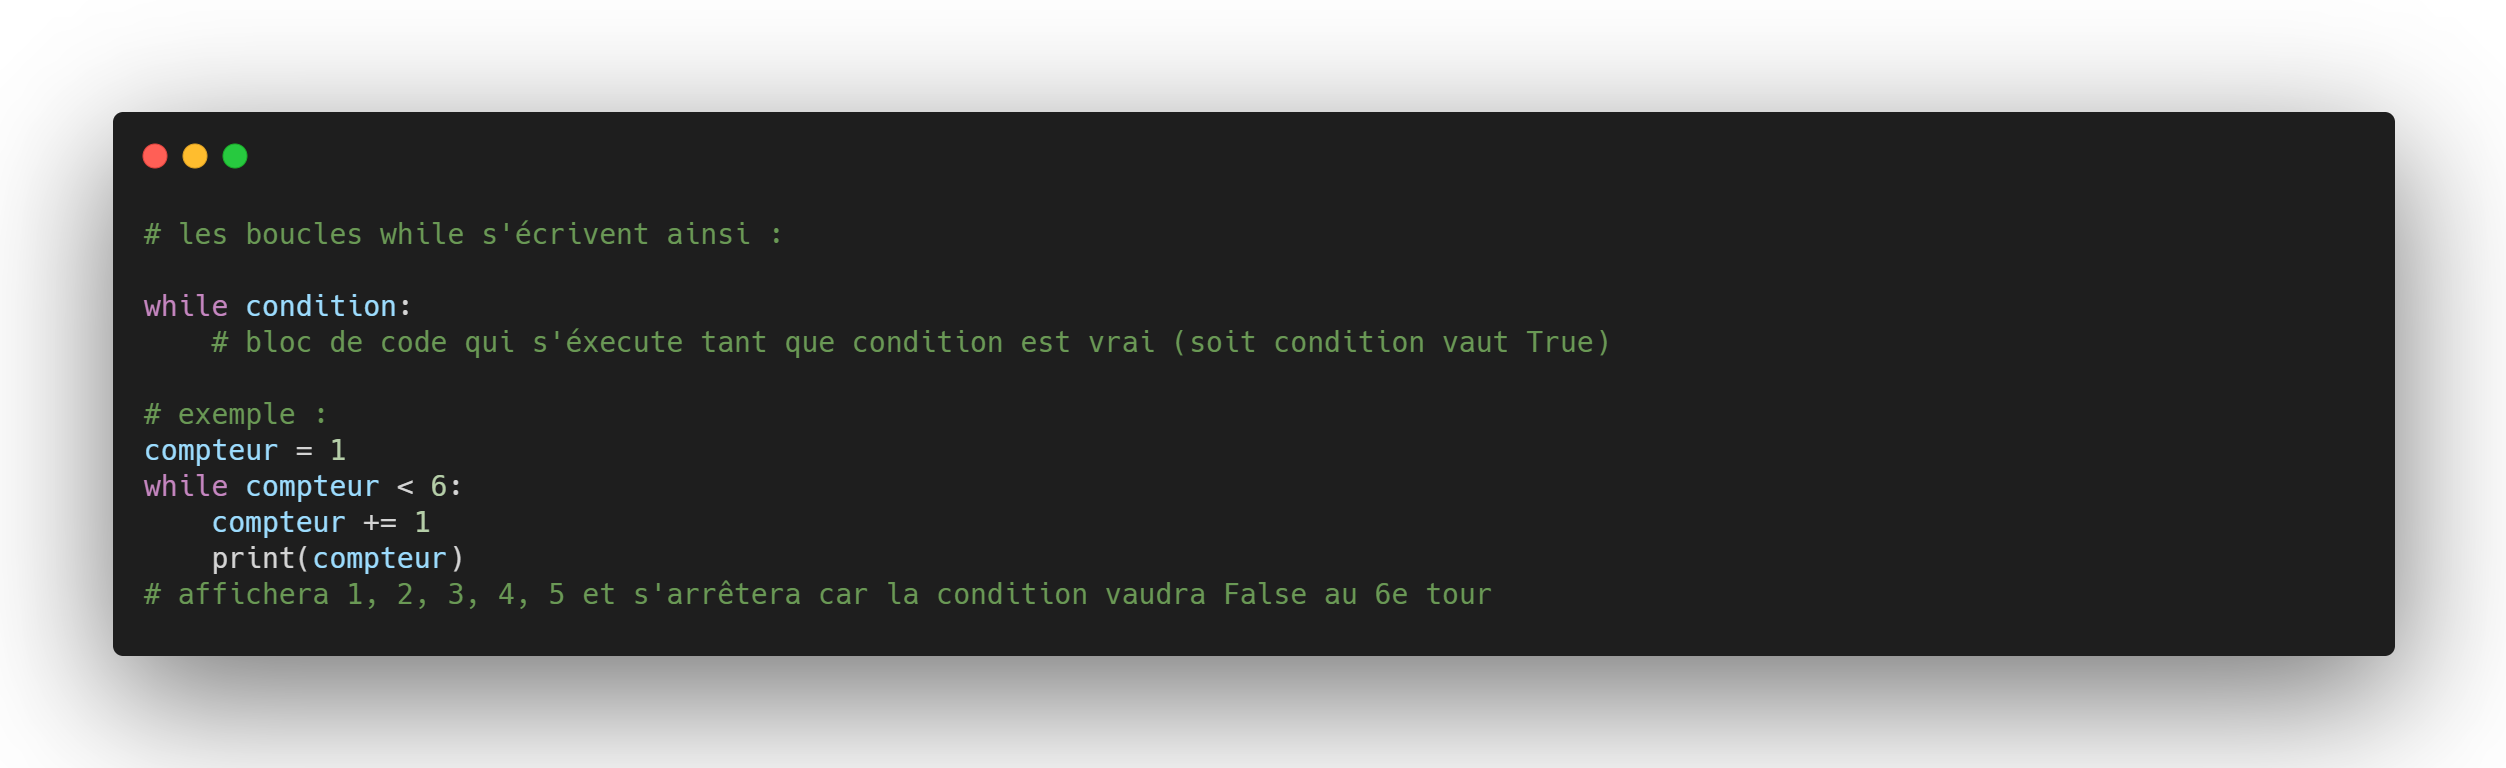 # les boucles while s'écrivent ainsi :
while condition:
    # bloc de code qui s'éxecute tant que condition est vrai (soit condition vaut True)
# exemple :
compteur = 1
while compteur < 6:
    compteur += 1
    print(compteur)
# affichera 1, 2, 3, 4, 5 et s'arrêtera car la condition vaudra False au 6e tour